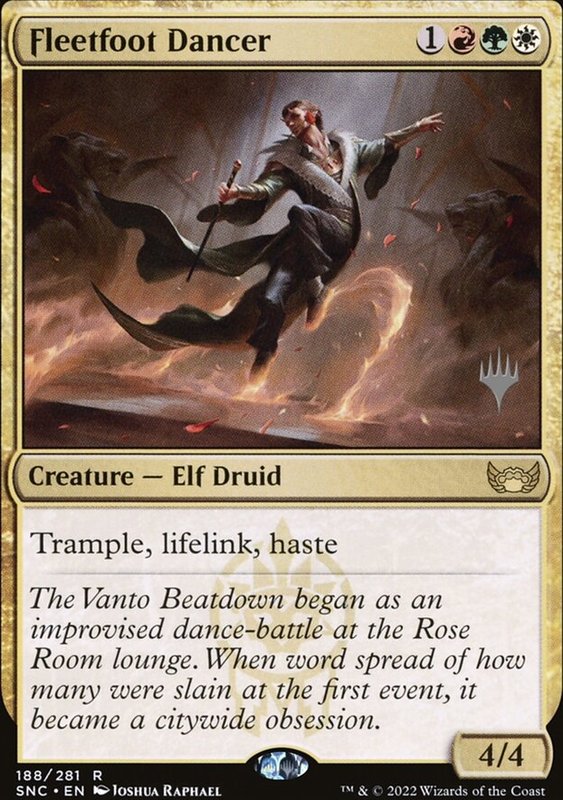 Fleetfoot Dancer 1
Creature — Elf Druid
Trample, lifelink, haste
The Vanto Beatdown began as an
improvised dance-battle at the Rose
Room lounge. When word spread of how
many were slain at the first event, it
became a citywide obsession.
4/4
188/281 R
SNC • EN Joshua Raphael
™ & © 2022 Wizards of the Coast